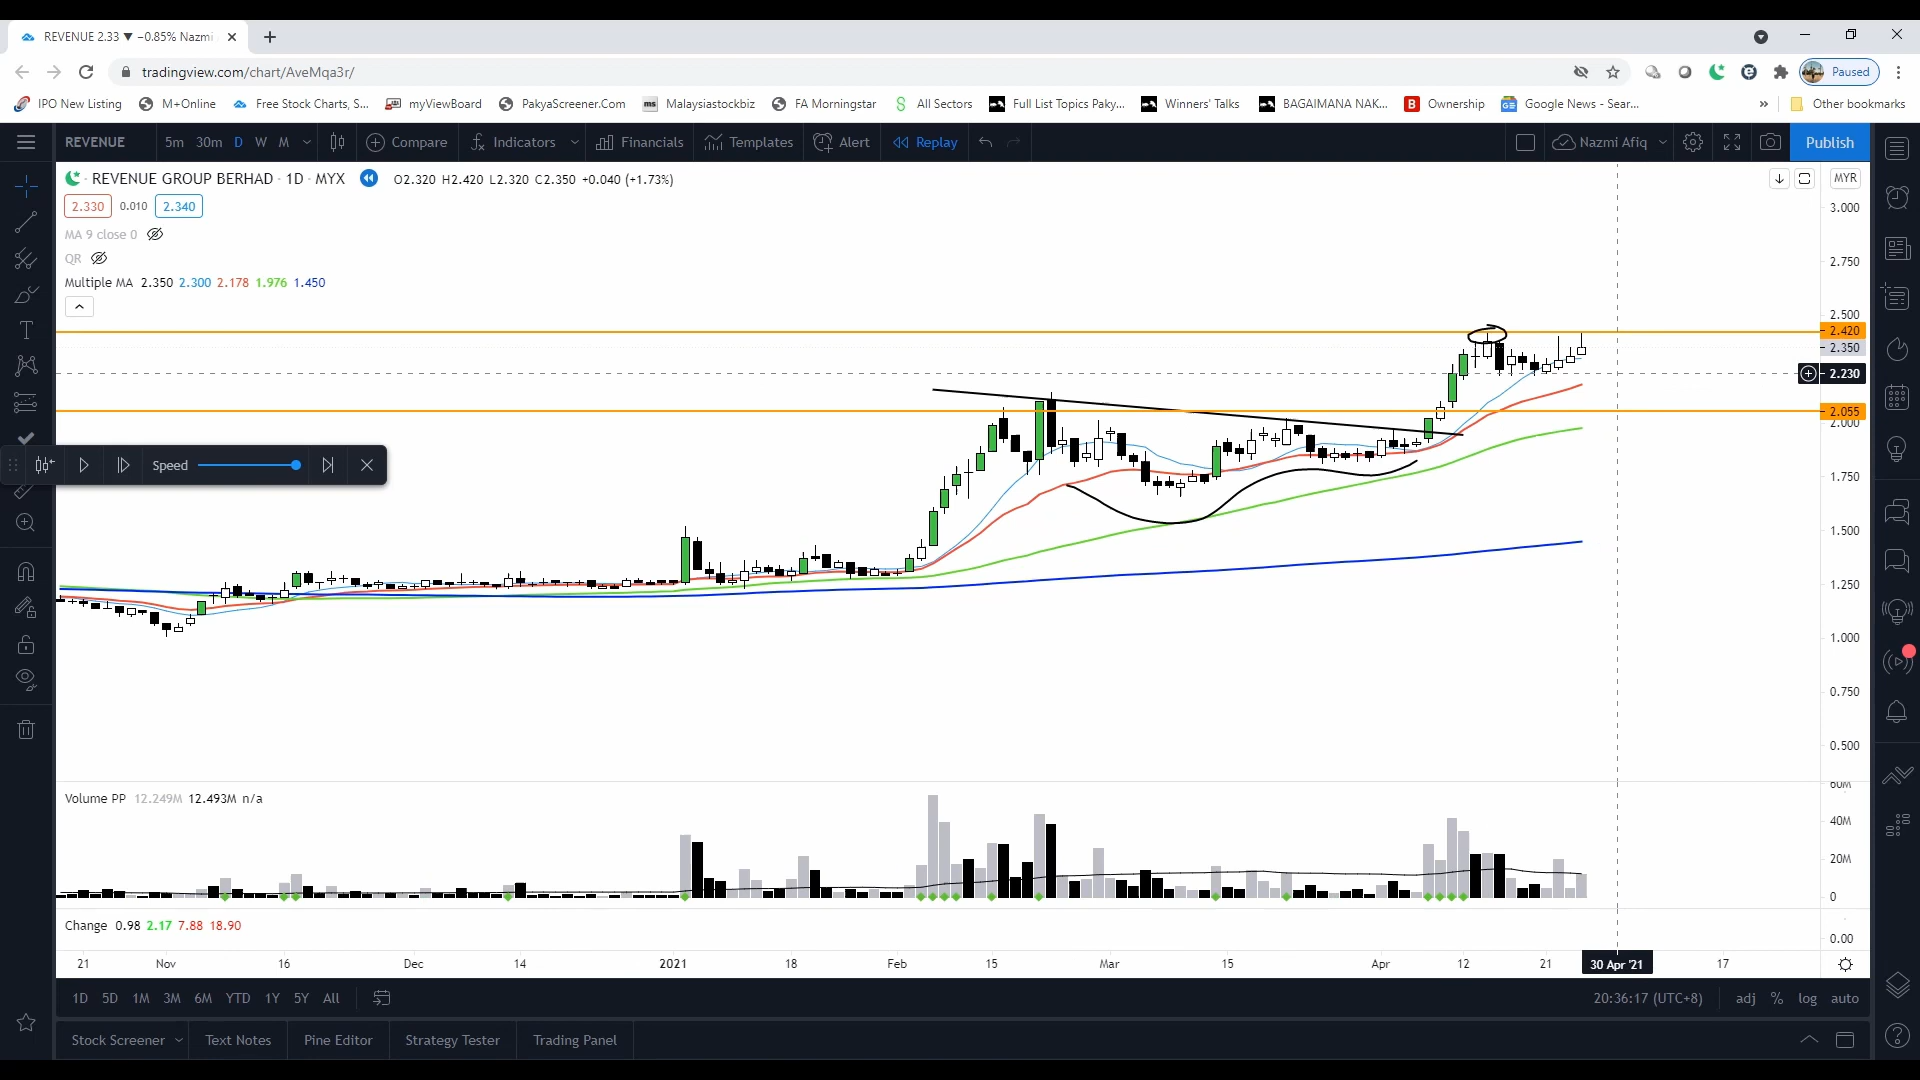 REVENUE 2.33 ▼ −0.85% Nazmi
tradingview.com/chart/AveMqa3r/
Paused
IPO New Listing M+Online Free Stock Charts, S... myViewBoard PakyaScreener.Com ms Malaysiastockbiz FA Morningstar S All Sectors Full List Topics Paky... Winners' Talks BAGAIMANA NAK... B Ownership Google News - Sear... » Other bookmarks
REVENUE 5m 30m D W M Compare Indicators Financials Templates Alert Replay Nazmi Afiq Publish
· REVENUE GROUP BERHAD · 1D · MYX O2.320 H2.420 L2.320 C2.350 +0.040 (+1.73%) MYR
2.330 0.010 2.340
3.000
MA 9 close 0
QR
2.750
Multiple MA 2.350 2.300 2.178 1.976 1.450
2.500
2.420
2.350
2.230
2.055
2.000
Speed
1.750
1.500
1.250
1.000
0.750
0.500
Volume PP 12.249M 12.493M n/a
60M
40M
20M
0
Change 0.98 2.17 7.88 18.90
0.00
21 Nov 16 Dec 14 2021 18 Feb 15 Mar 15 Apr 12 21 30 Apr '21 17
1D 5D 1M 3M 6M YTD 1Y 5Y All 20:36:17 (UTC+8) adj % log auto
Stock Screener Text Notes Pine Editor Strategy Tester Trading Panel